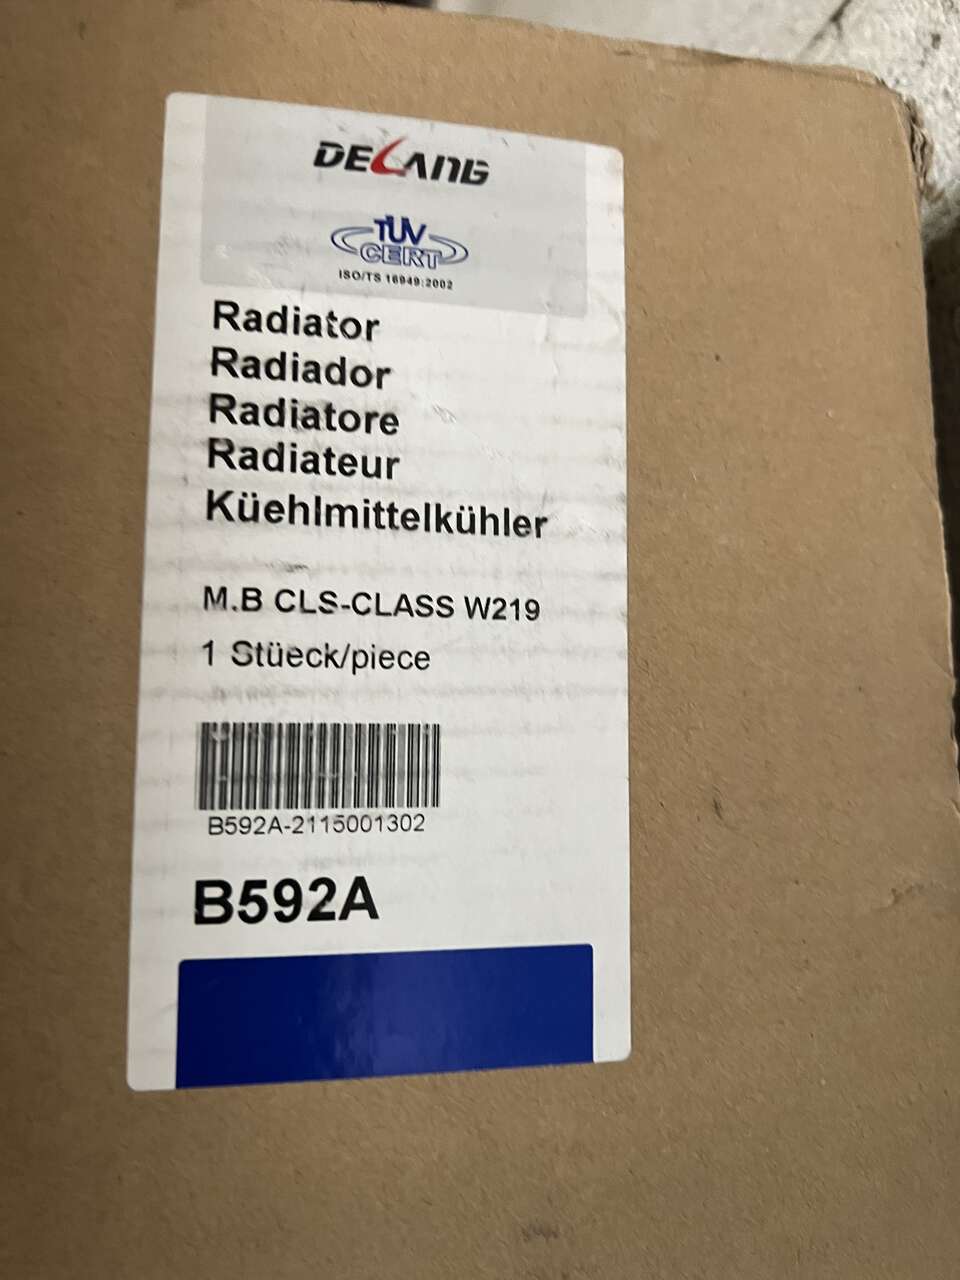 DELANG
TÜV
CERT
ISO/TS 16949:2002
Radiator
Radiador
Radiatore
Radiateur
Küehlmittelkühler
M.B CLS-CLASS W219
1 Stüeck/piece
B592A-2115001302
B592A